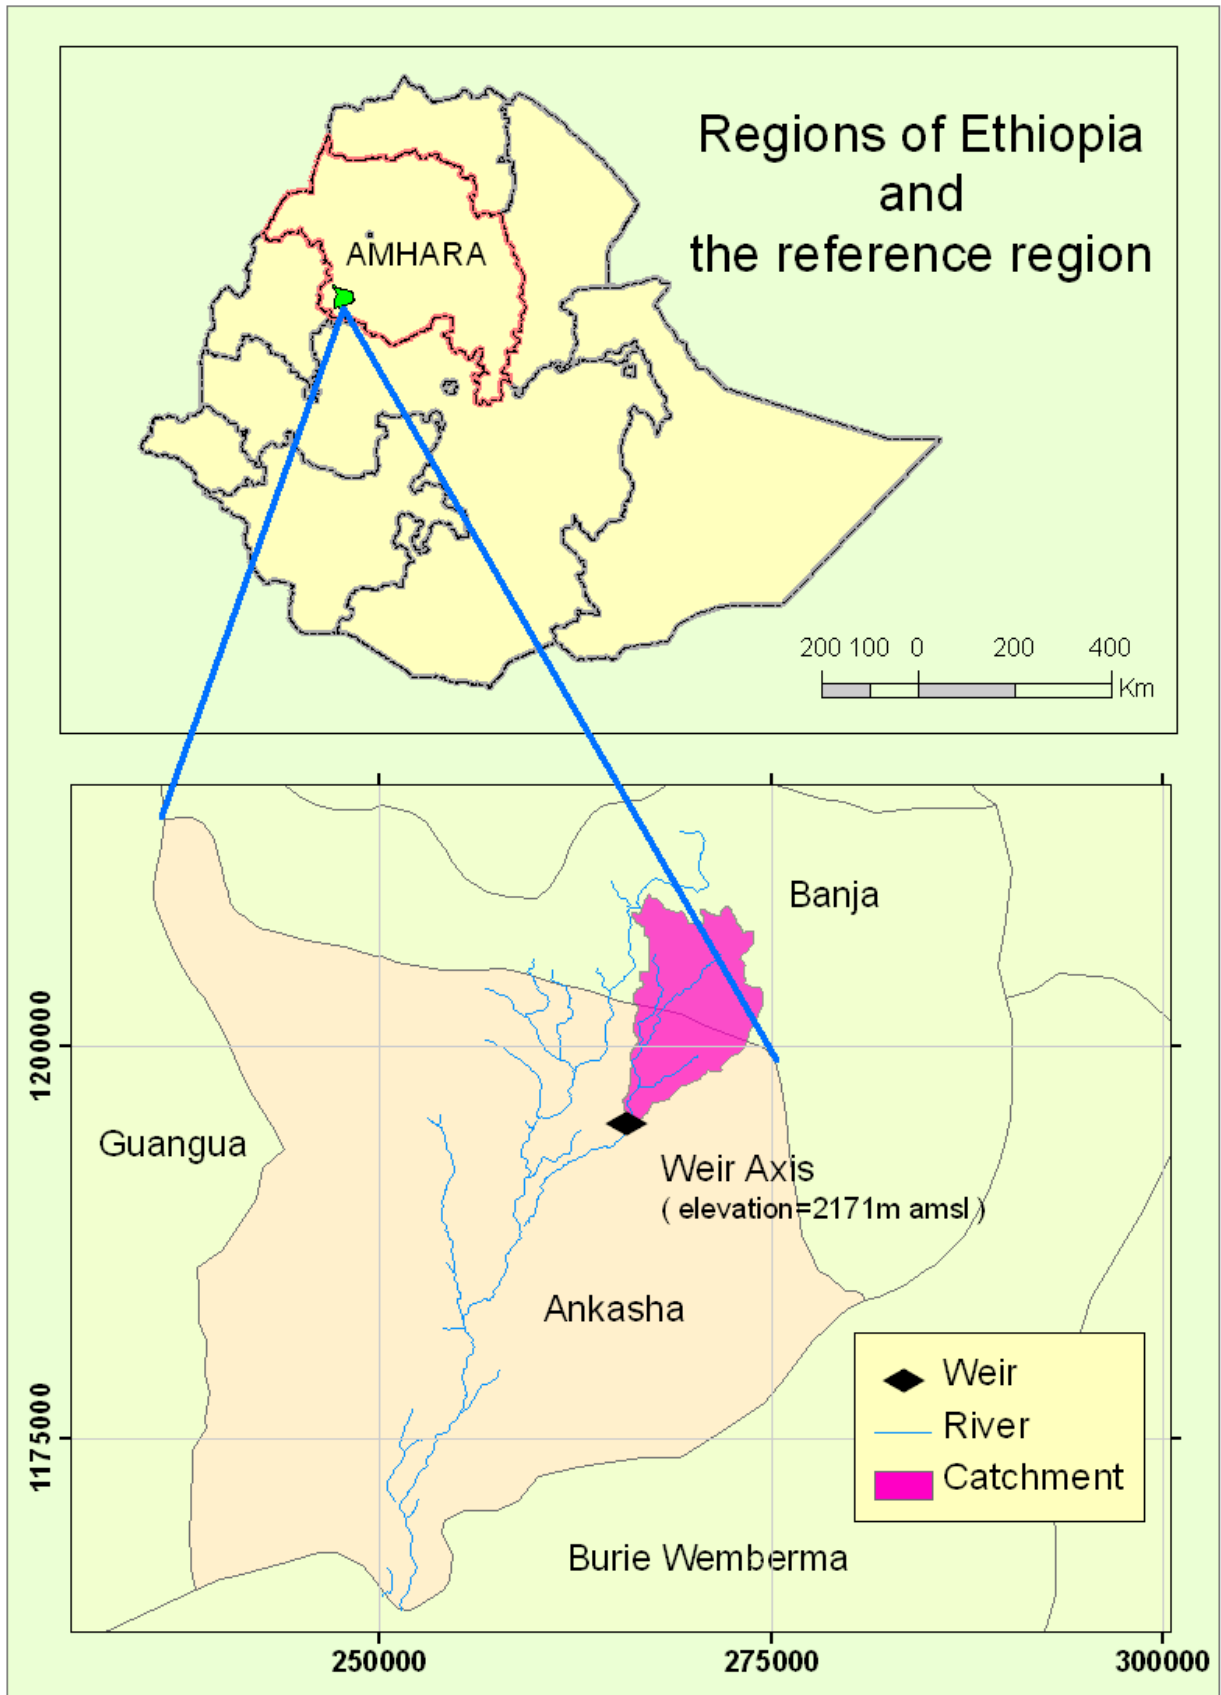 Regions of Ethiopia
and
the reference region
AMHARA
200 100 0 200 400
Km
Banja
1200000
Guangua
Weir Axis
( elevation=2171m amsl )
Ankasha
Weir
River
Catchment
1175000
Burie Wemberma
250000 275000 300000